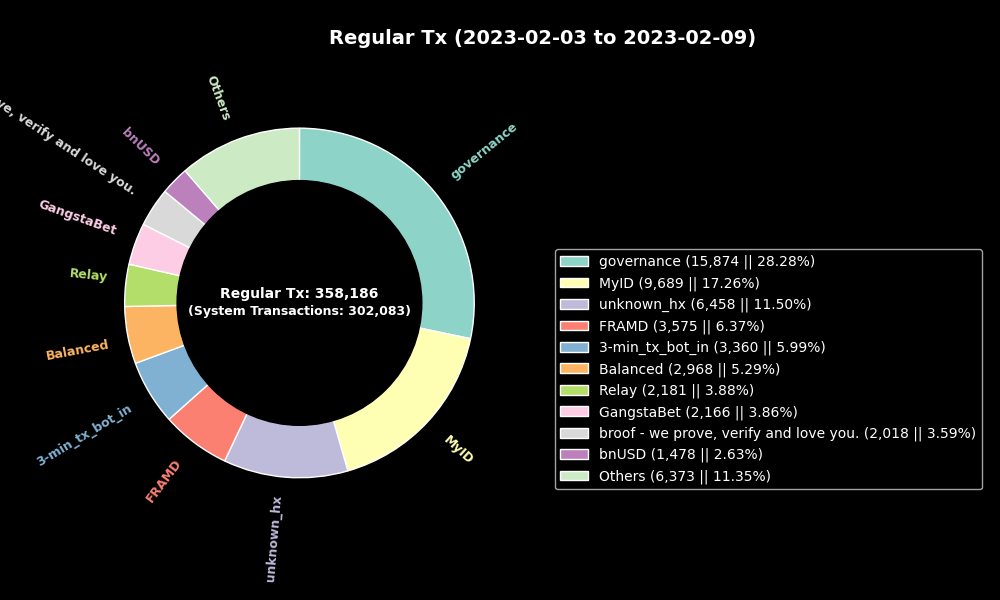 Regular Tx (2023-02-03 to 2023-02-09)
Others
governance
bnUSD
verify and love you.
GangstaBet
Relay
Balanced
3-min_tx_bot_in
FRAMD
unknown_hx
MyID
Regular Tx: 358,186
(System Transactions: 302,083)
governance (15,874 || 28.28%)
MyID (9,689 || 17.26%)
unknown_hx (6,458 || 11.50%)
FRAMD (3,575 || 6.37%)
3-min_tx_bot_in (3,360 || 5.99%)
Balanced (2,968 || 5.29%)
Relay (2,181 || 3.88%)
GangstaBet (2,166 || 3.86%)
broof - we prove, verify and love you. (2,018 || 3.59%)
bnUSD (1,478 || 2.63%)
Others (6,373 || 11.35%)